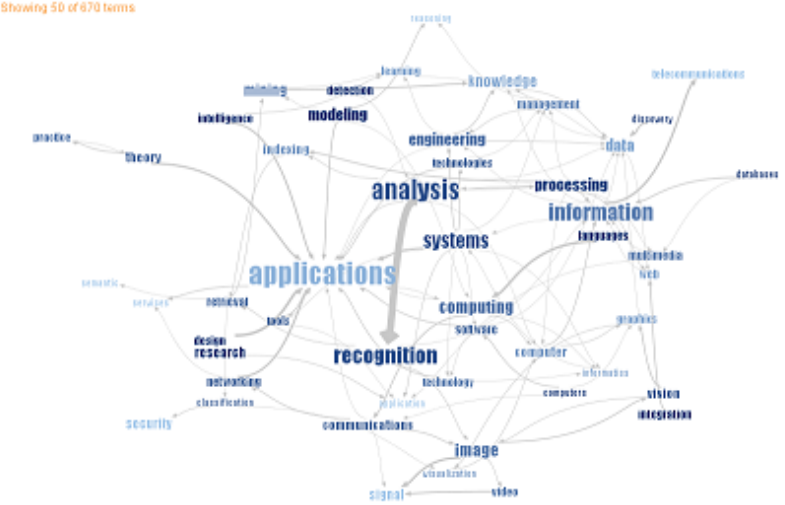 Showing 50 of 670 terms
reasoning
learning
telecommunications
knowledge
mining
detection
management
modeling
intelligence
discovery
practice
engineering
data
indexing
theory
technologies
databases
analysis
processing
information
languages
systems
multimedia
applications
web
semantic
services
retrieval
computing
tools
graphics
software
design
research
recognition
computer
informatics
networking
technology
computers
vision
classification
application
integration
security
communications
image
visualization
signal
video